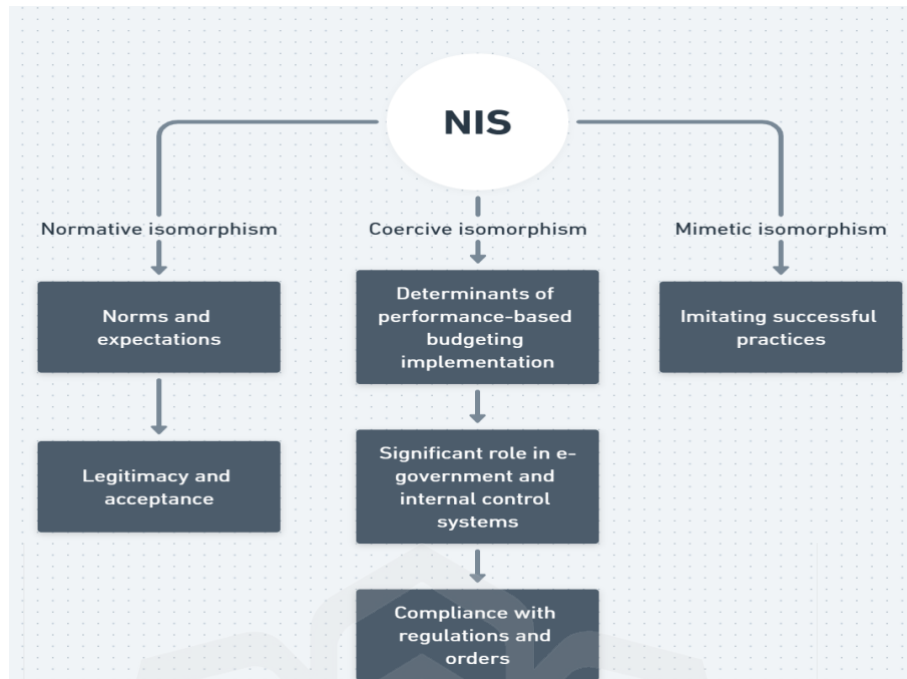 NIS
Normative isomorphism
Coercive isomorphism
Mimetic isomorphism
Norms and
expectations
Determinants of
performance-based
budgeting
implementation
Imitating successful
practices
Legitimacy and
acceptance
Significant role in e-
government and
internal control
systems
Compliance with
regulations and
orders